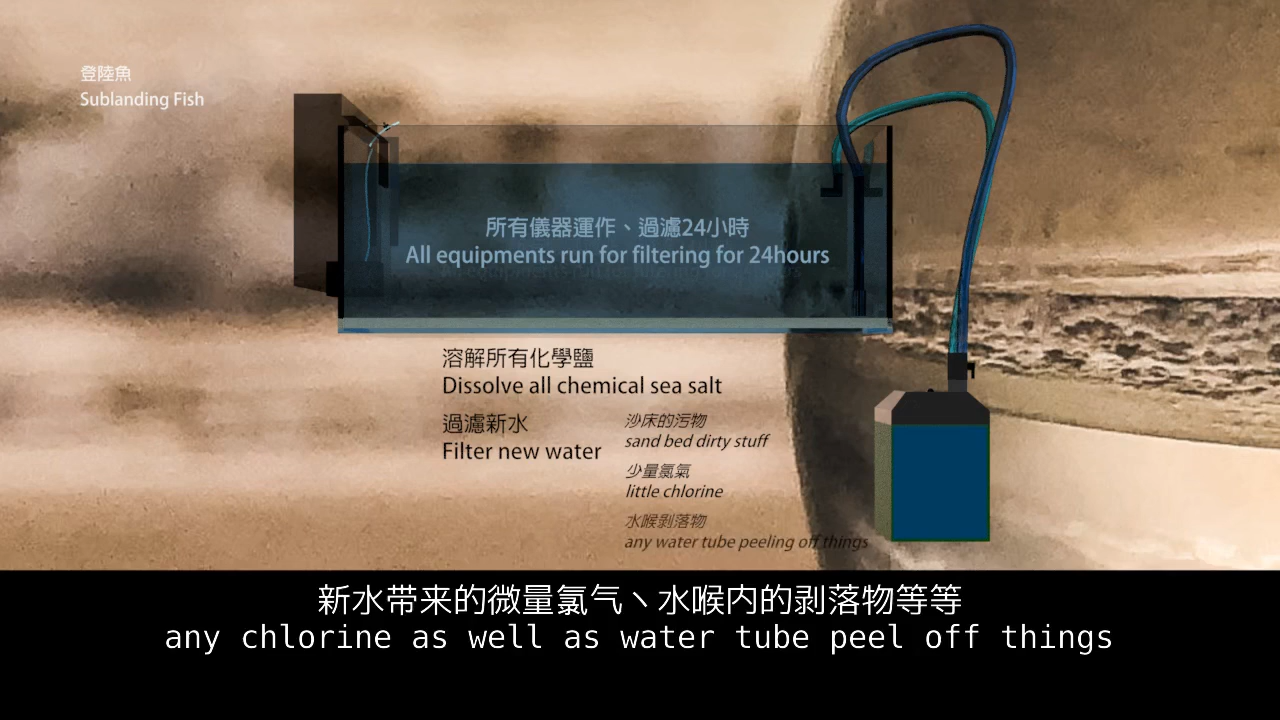 登陸魚
Sublanding Fish
所有儀器運作、過濾24小時
All equipments run for filtering for 24hours
溶解所有化學鹽
Dissolve all chemical sea salt
過濾新水
Filter new water
沙床的污物
sand bed dirty stuff
少量氯氣
little chlorine
水喉剝落物
any water tube peeling off things
新水带来的微量氯气丶水喉内的剥落物等等
any chlorine as well as water tube peel off things